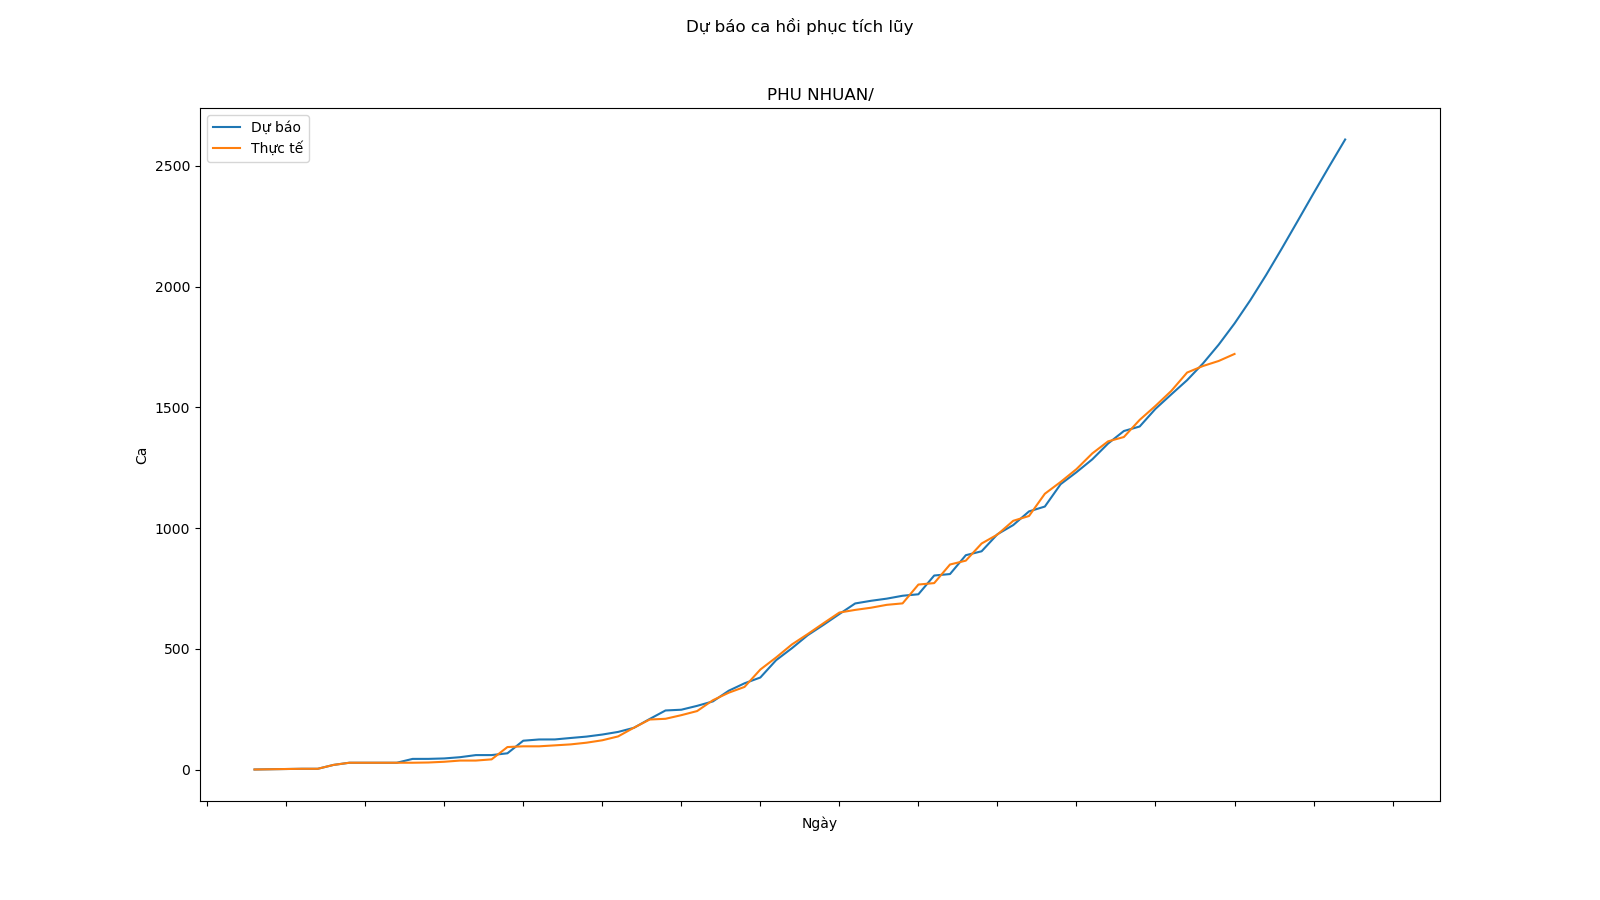 Dự báo ca hồi phục tích lũy
PHU NHUAN/
Dự báo
Thực tế
2500
2000
1500
1000
500
0
Ca
Ngày